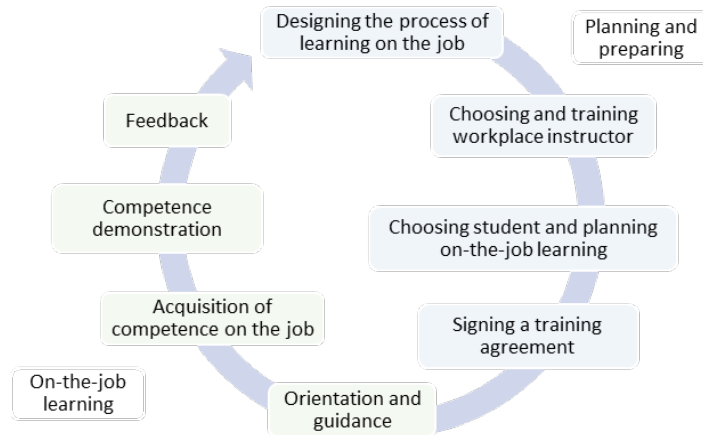 Designing the process of
learning on the job
Planning and
preparing
Choosing and training
workplace instructor
Choosing student and planning
on-the-job learning
Signing a training
agreement
Orientation and
guidance
On-the-job
learning
Acquisition of
competence on the job
Competence
demonstration
Feedback